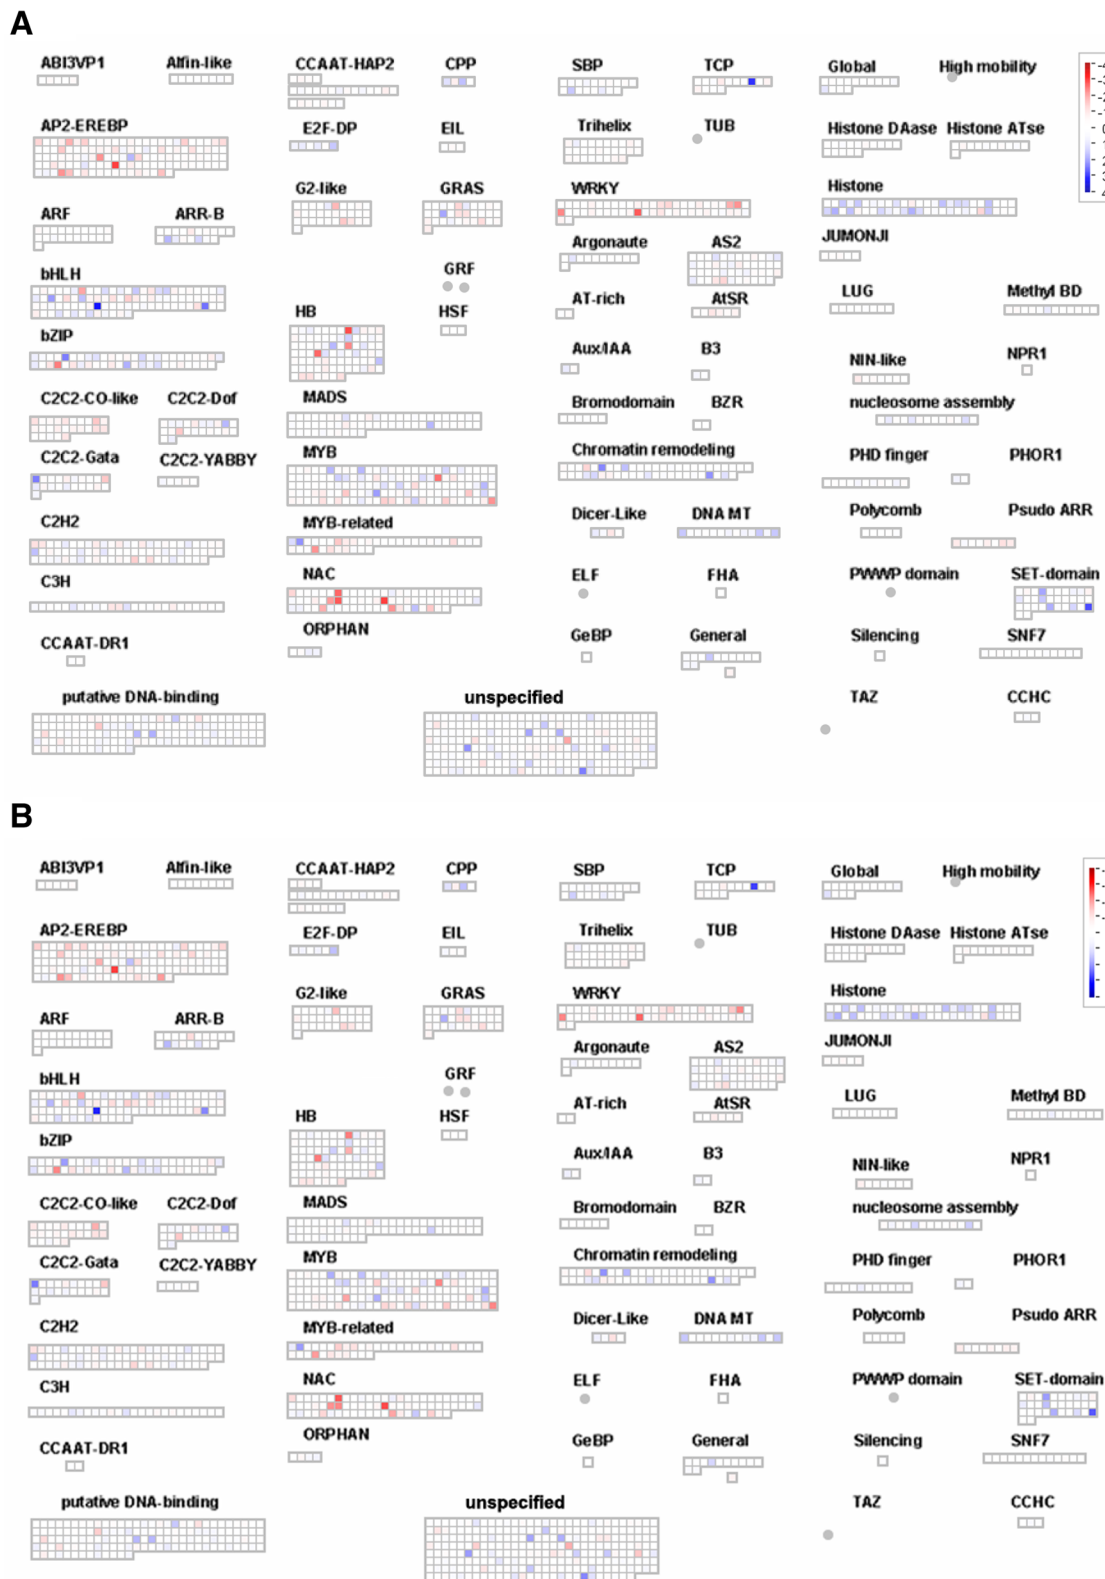 A
ABI3VP1 Alfin-like CCAAT-HAP2 CPP SBP TCP Global High mobility
AP2-EREBP E2F-DP EIL Trihelix TUB Histone DAase Histone ATse
G2-like GRAS WRKY Histone
ARF ARR-B Argonaute AS2 JUMONJI
bHLH GRF
HB HSF AT-rich AtSR LUG Methyl BD
bZIP Aux/IAA B3 NIN-like NPR1
C2C2-CO-like C2C2-Dof MADS Bromodomain BZR nucleosome assembly
C2C2-Gata C2C2-YABBY MYB Chromatin remodeling PHD finger PHOR1
C2H2 MYB-related Dicer-Like DNA MT Polycomb Psudo ARR
C3H NAC ELF FHA PWWP domain SET-domain
CCAAT-DR1 ORPHAN GeBP General Silencing SNF7
putative DNA-binding unspecified TAZ CCHC
B
ABI3VP1 Alfin-like CCAAT-HAP2 CPP SBP TCP Global High mobility
AP2-EREBP E2F-DP EIL Trihelix TUB Histone DAase Histone ATse
G2-like GRAS WRKY Histone
ARF ARR-B Argonaute AS2 JUMONJI
bHLH GRF
HB HSF AT-rich AtSR LUG Methyl BD
bZIP Aux/IAA B3 NIN-like NPR1
C2C2-CO-like C2C2-Dof MADS Bromodomain BZR nucleosome assembly
C2C2-Gata C2C2-YABBY MYB Chromatin remodeling PHD finger PHOR1
C2H2 MYB-related Dicer-Like DNA MT Polycomb Psudo ARR
C3H NAC ELF FHA PWWP domain SET-domain
CCAAT-DR1 ORPHAN GeBP General Silencing SNF7
putative DNA-binding unspecified TAZ CCHC